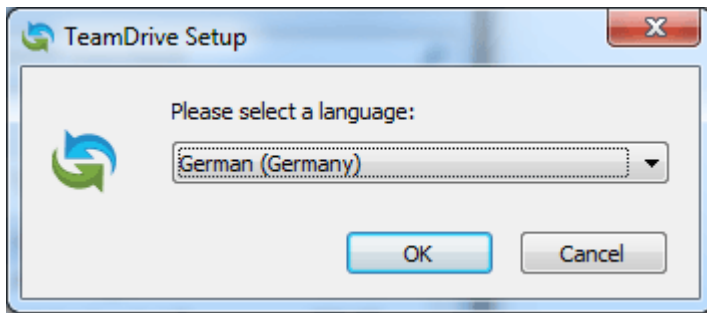 TeamDrive Setup
Please select a language:
German (Germany)
OK Cancel